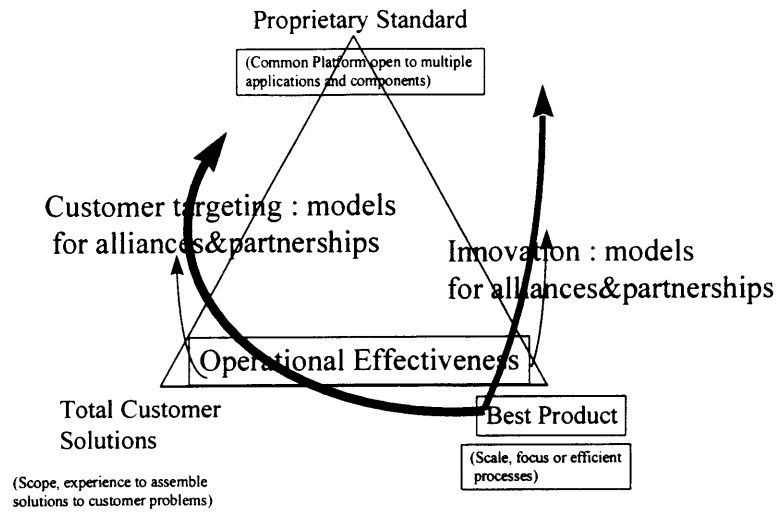 Proprietary Standard
(Common Platform open to multiple
applications and components)
Customer targeting : models
for alliances&partnerships
Innovation : models
for alliances&partnerships
Operational Effectiveness
Total Customer
Solutions
Best Product
(Scale, focus or efficient
processes)
(Scope, experience to assemble
solutions to customer problems)